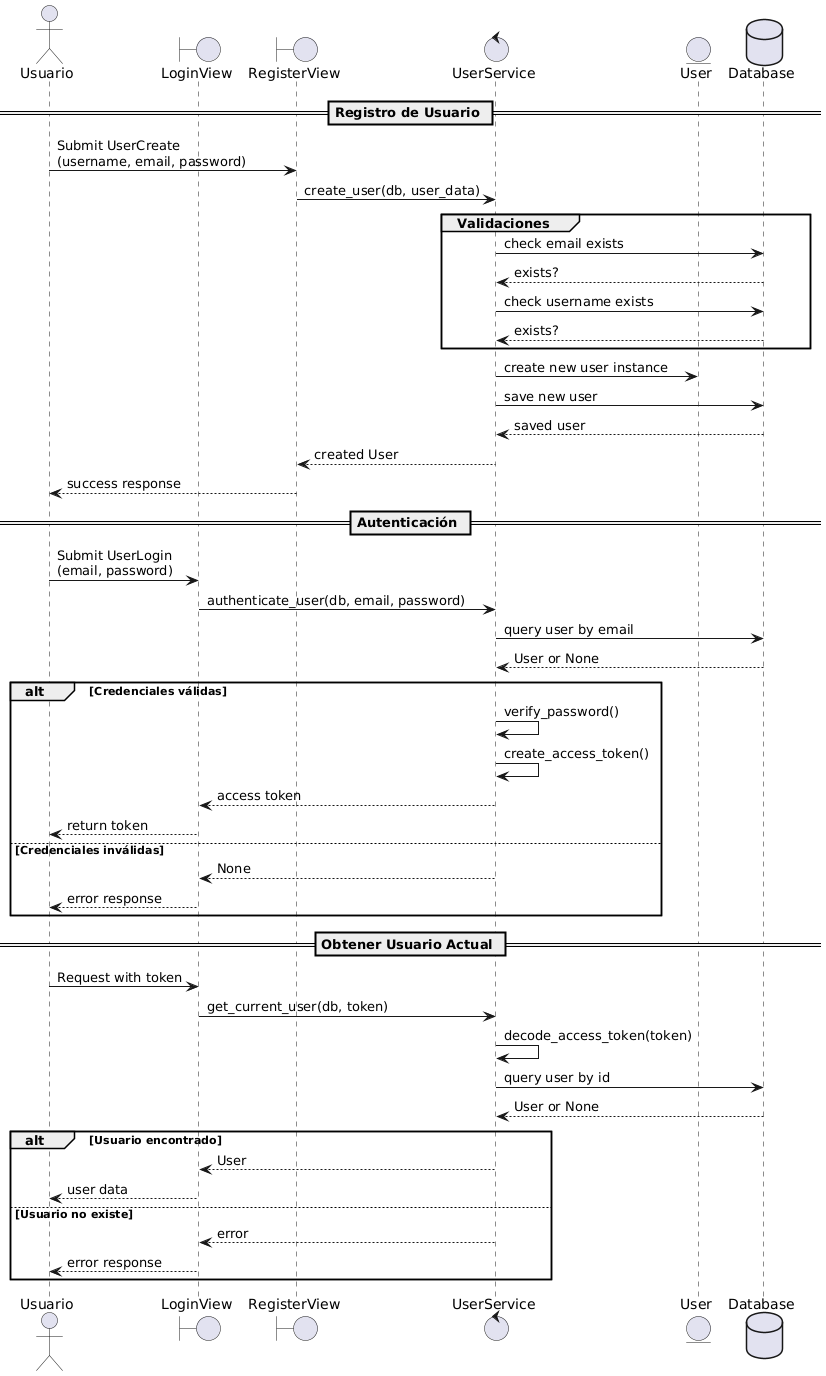 Usuario LoginView RegisterView UserService User Database
Registro de Usuario
Submit UserCreate
(username, email, password)
create_user(db, user_data)
Validaciones
check email exists
exists?
check username exists
exists?
create new user instance
save new user
saved user
created User
success response
Autenticación
Submit UserLogin
(email, password)
authenticate_user(db, email, password)
query user by email
User or None
alt [Credenciales válidas]
verify_password()
create_access_token()
access token
return token
[Credenciales inválidas]
None
error response
Obtener Usuario Actual
Request with token
get_current_user(db, token)
decode_access_token(token)
query user by id
User or None
alt [Usuario encontrado]
User
user data
[Usuario no existe]
error
error response
Usuario LoginView RegisterView UserService User Database